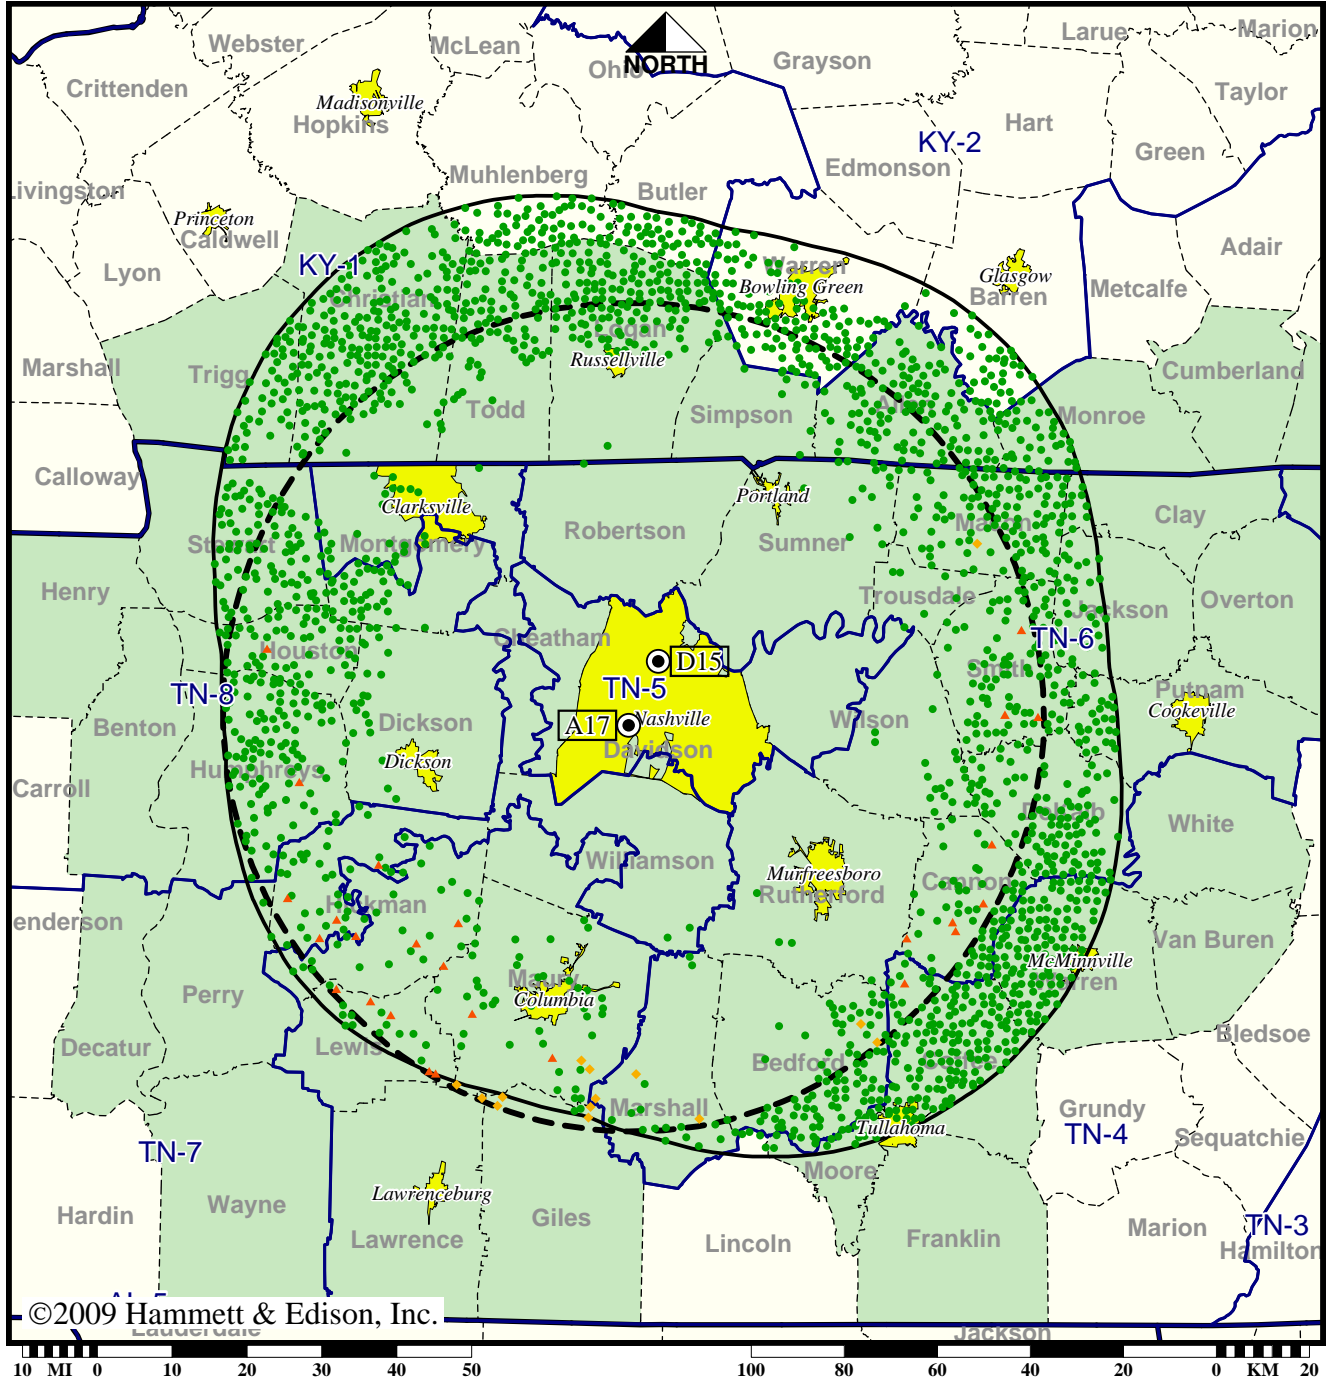 Webster
McLean
Ohio
NORTH
Grayson
Larue
Marion
Crittenden
Madisonville
Hopkins
Taylor
KY-2
Hart
Green
Edmonson
Livingston
Muhlenberg
Butler
Princeton
Caldwell
Lyon
KY-1
Christian
Warren
Bowling Green
Glasgow
Barren
Metcalfe
Adair
Marshall
Trigg
Logan
Russellville
Todd
Simpson
Allen
Monroe
Cumberland
Calloway
Clarksville
Portland
Stewart
Montgomery
Robertson
Sumner
Macon
Clay
Henry
Trousdale
Jackson
Overton
Houston
Cheatham
D15
TN-6
Smith
TN-8
TN-5
Benton
Dickson
A17
Nashville
Davidson
Wilson
Putnam
Cookeville
Dickson
Humphreys
Carroll
DeKalb
White
Williamson
Murfreesboro
Rutherford
Cannon
enderson
Hickman
Van Buren
McMinnville
Warren
Perry
Maury
Columbia
Decatur
Lewis
Bedford
Coffee
Bledsoe
Marshall
Tullahoma
Grundy
TN-4
Sequatchie
TN-7
Moore
Lawrenceburg
Wayne
Hardin
Giles
Lawrence
Lincoln
Franklin
Marion
TN-3
Hamilton
©2009 Hammett & Edison, Inc.
Lauderdale
Jackson
10 MI 0 10 20 30 40 50 100 80 60 40 20 0 KM 20